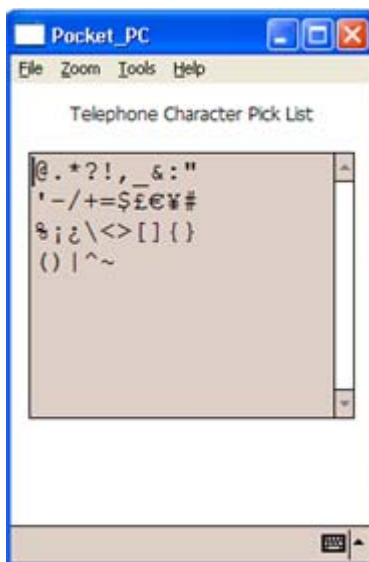 Pocket_PC
File Zoom Tools Help
Telephone Character Pick List
@.*?!,_&:"
'-/+=$£€¥#
%¡¿\<>[]{}
()|^~